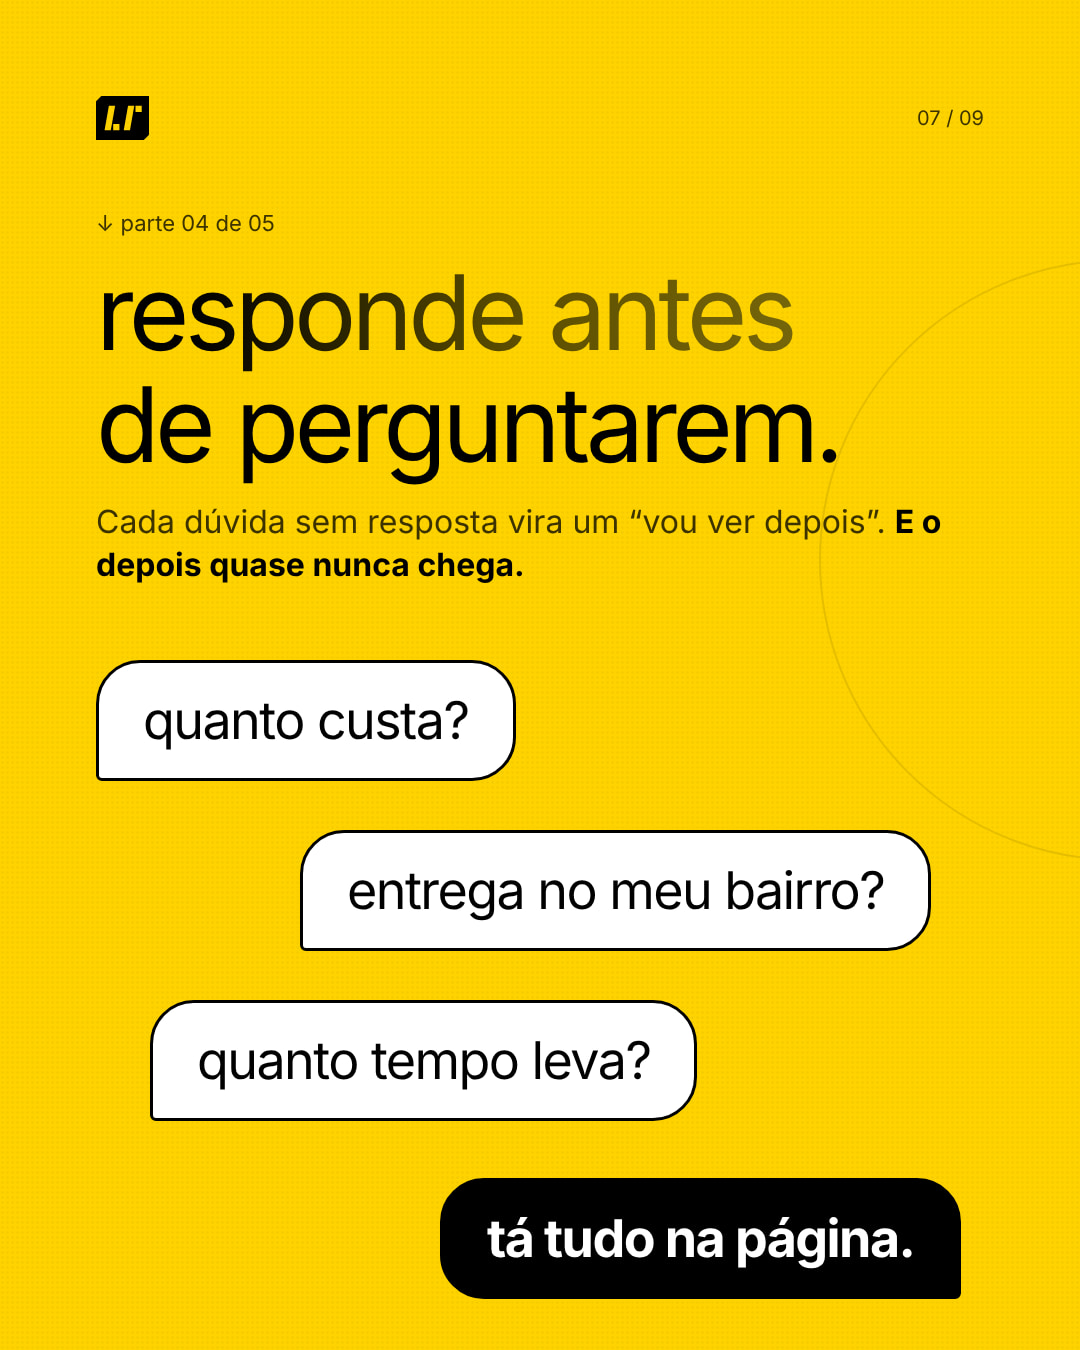 LT
07 / 09
↓ parte 04 de 05
responde antes
de perguntarem.
Cada dúvida sem resposta vira um “vou ver depois”. E o
depois quase nunca chega.
quanto custa?
entrega no meu bairro?
quanto tempo leva?
tá tudo na página.